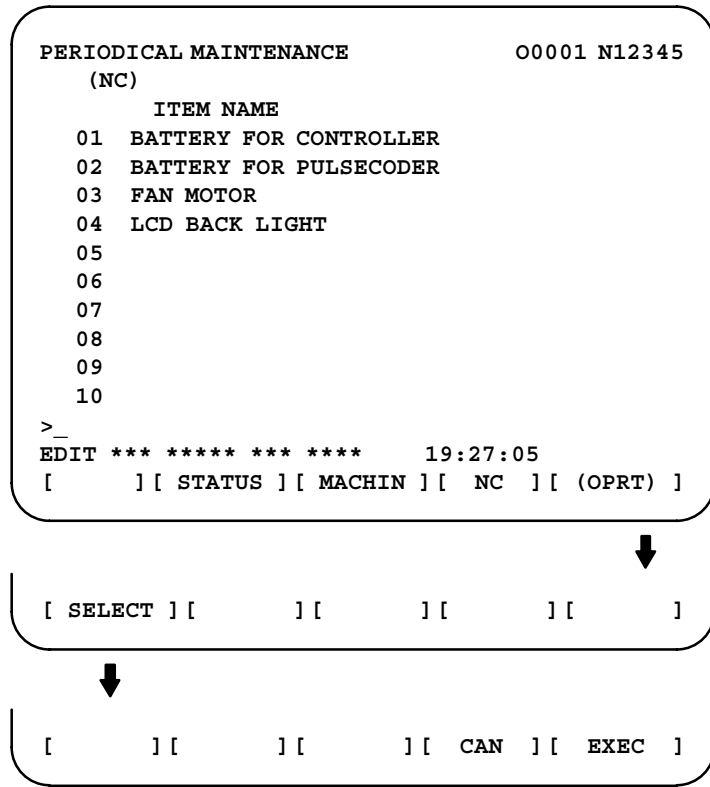 PERIODICAL MAINTENANCE O0001 N12345
(NC)
ITEM NAME
01 BATTERY FOR CONTROLLER
02 BATTERY FOR PULSECODER
03 FAN MOTOR
04 LCD BACK LIGHT
05
06
07
08
09
10
>_
EDIT *** ***** *** **** 19:27:05
[ ][ STATUS ][ MACHIN ][ NC ][ (OPRT) ]
[ SELECT ][ ][ ][ ][ ]
[ ][ ][ ][ CAN ][ EXEC ]